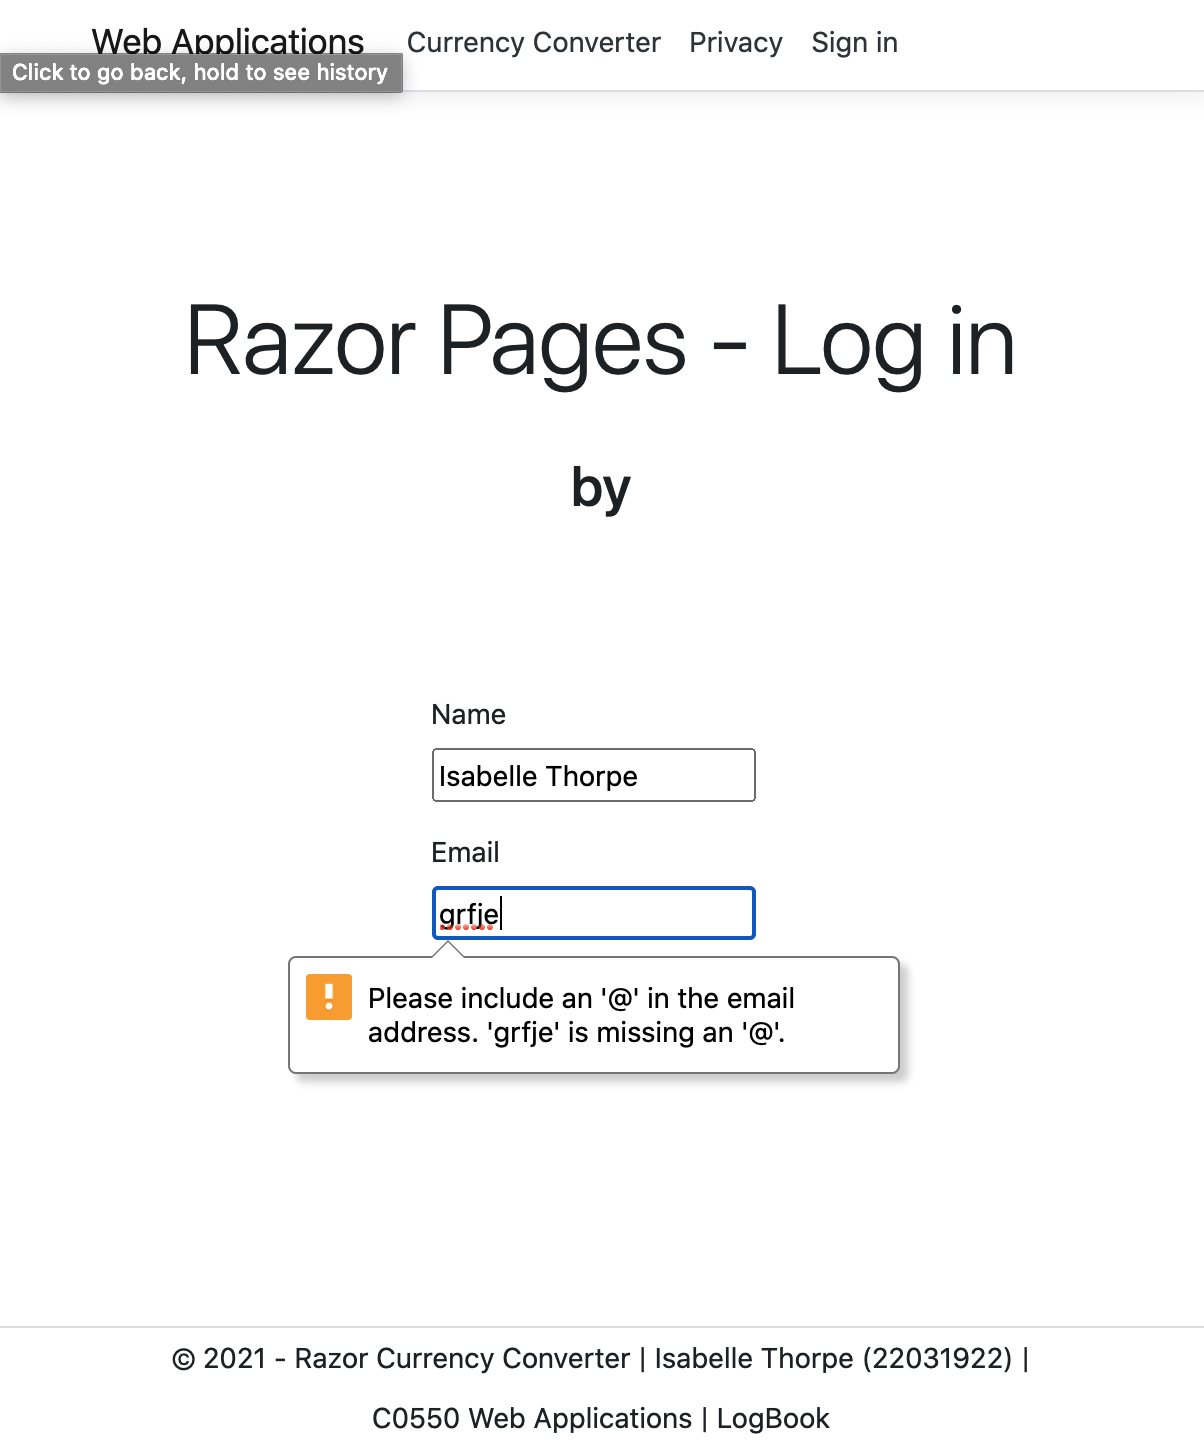 Web Applications Currency Converter Privacy Sign in
Click to go back, hold to see history
Razor Pages - Log in
by
Name
Isabelle Thorpe
Email
grfje
Please include an '@' in the email
address. 'grfje' is missing an '@'.
© 2021 - Razor Currency Converter | Isabelle Thorpe (22031922) |
C0550 Web Applications | LogBook